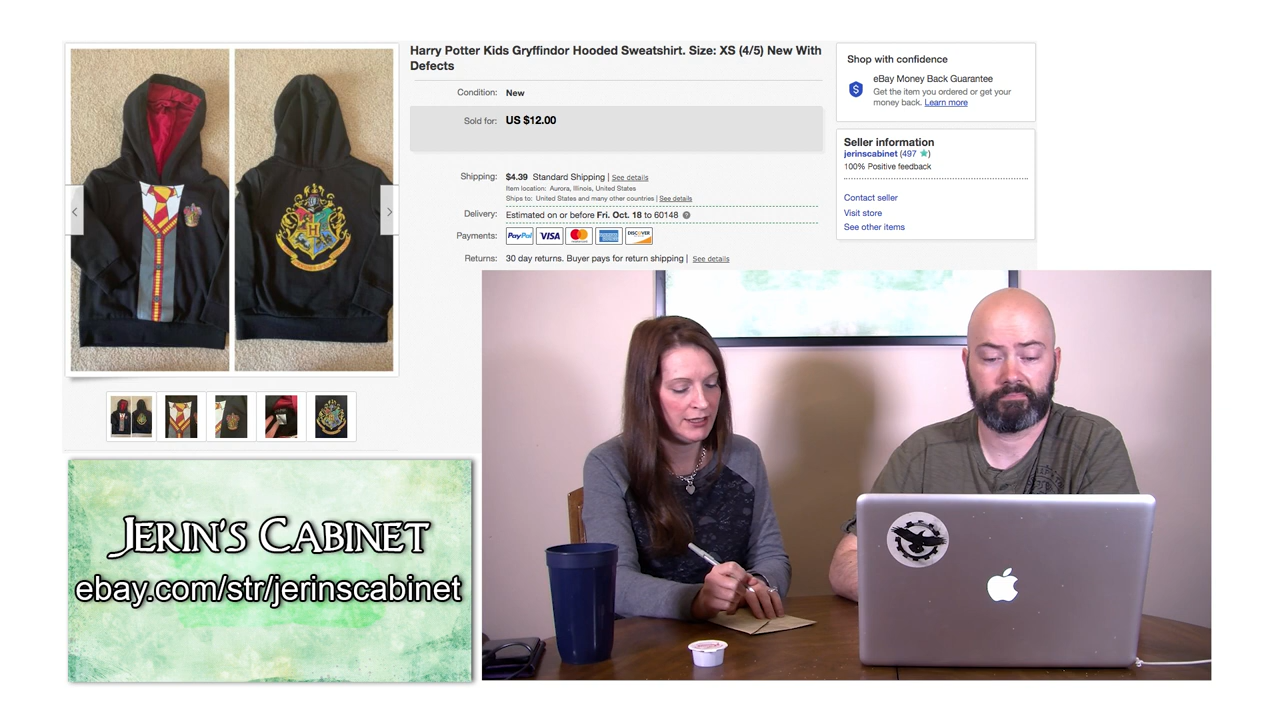 Harry Potter Kids Gryffindor Hooded Sweatshirt. Size: XS (4/5) New With
Defects
Condition: New
Sold for: US $12.00
Shipping: $4.39 Standard Shipping | See details
Item location: Aurora, Illinois, United States
Ships to: United States and many other countries | See details
Delivery: Estimated on or before Fri. Oct. 18 to 60148 ?
Payments: PayPal VISA MasterCard AMERICAN EXPRESS DISCOVER
Returns: 30 day returns. Buyer pays for return shipping | See details
Shop with confidence
eBay Money Back Guarantee
Get the item you ordered or get your
money back. Learn more
Seller information
jerinscabinet (497 ★)
100% Positive feedback
Contact seller
Visit store
See other items
H
JERIN'S CABINET
ebay.com/str/jerinscabinet